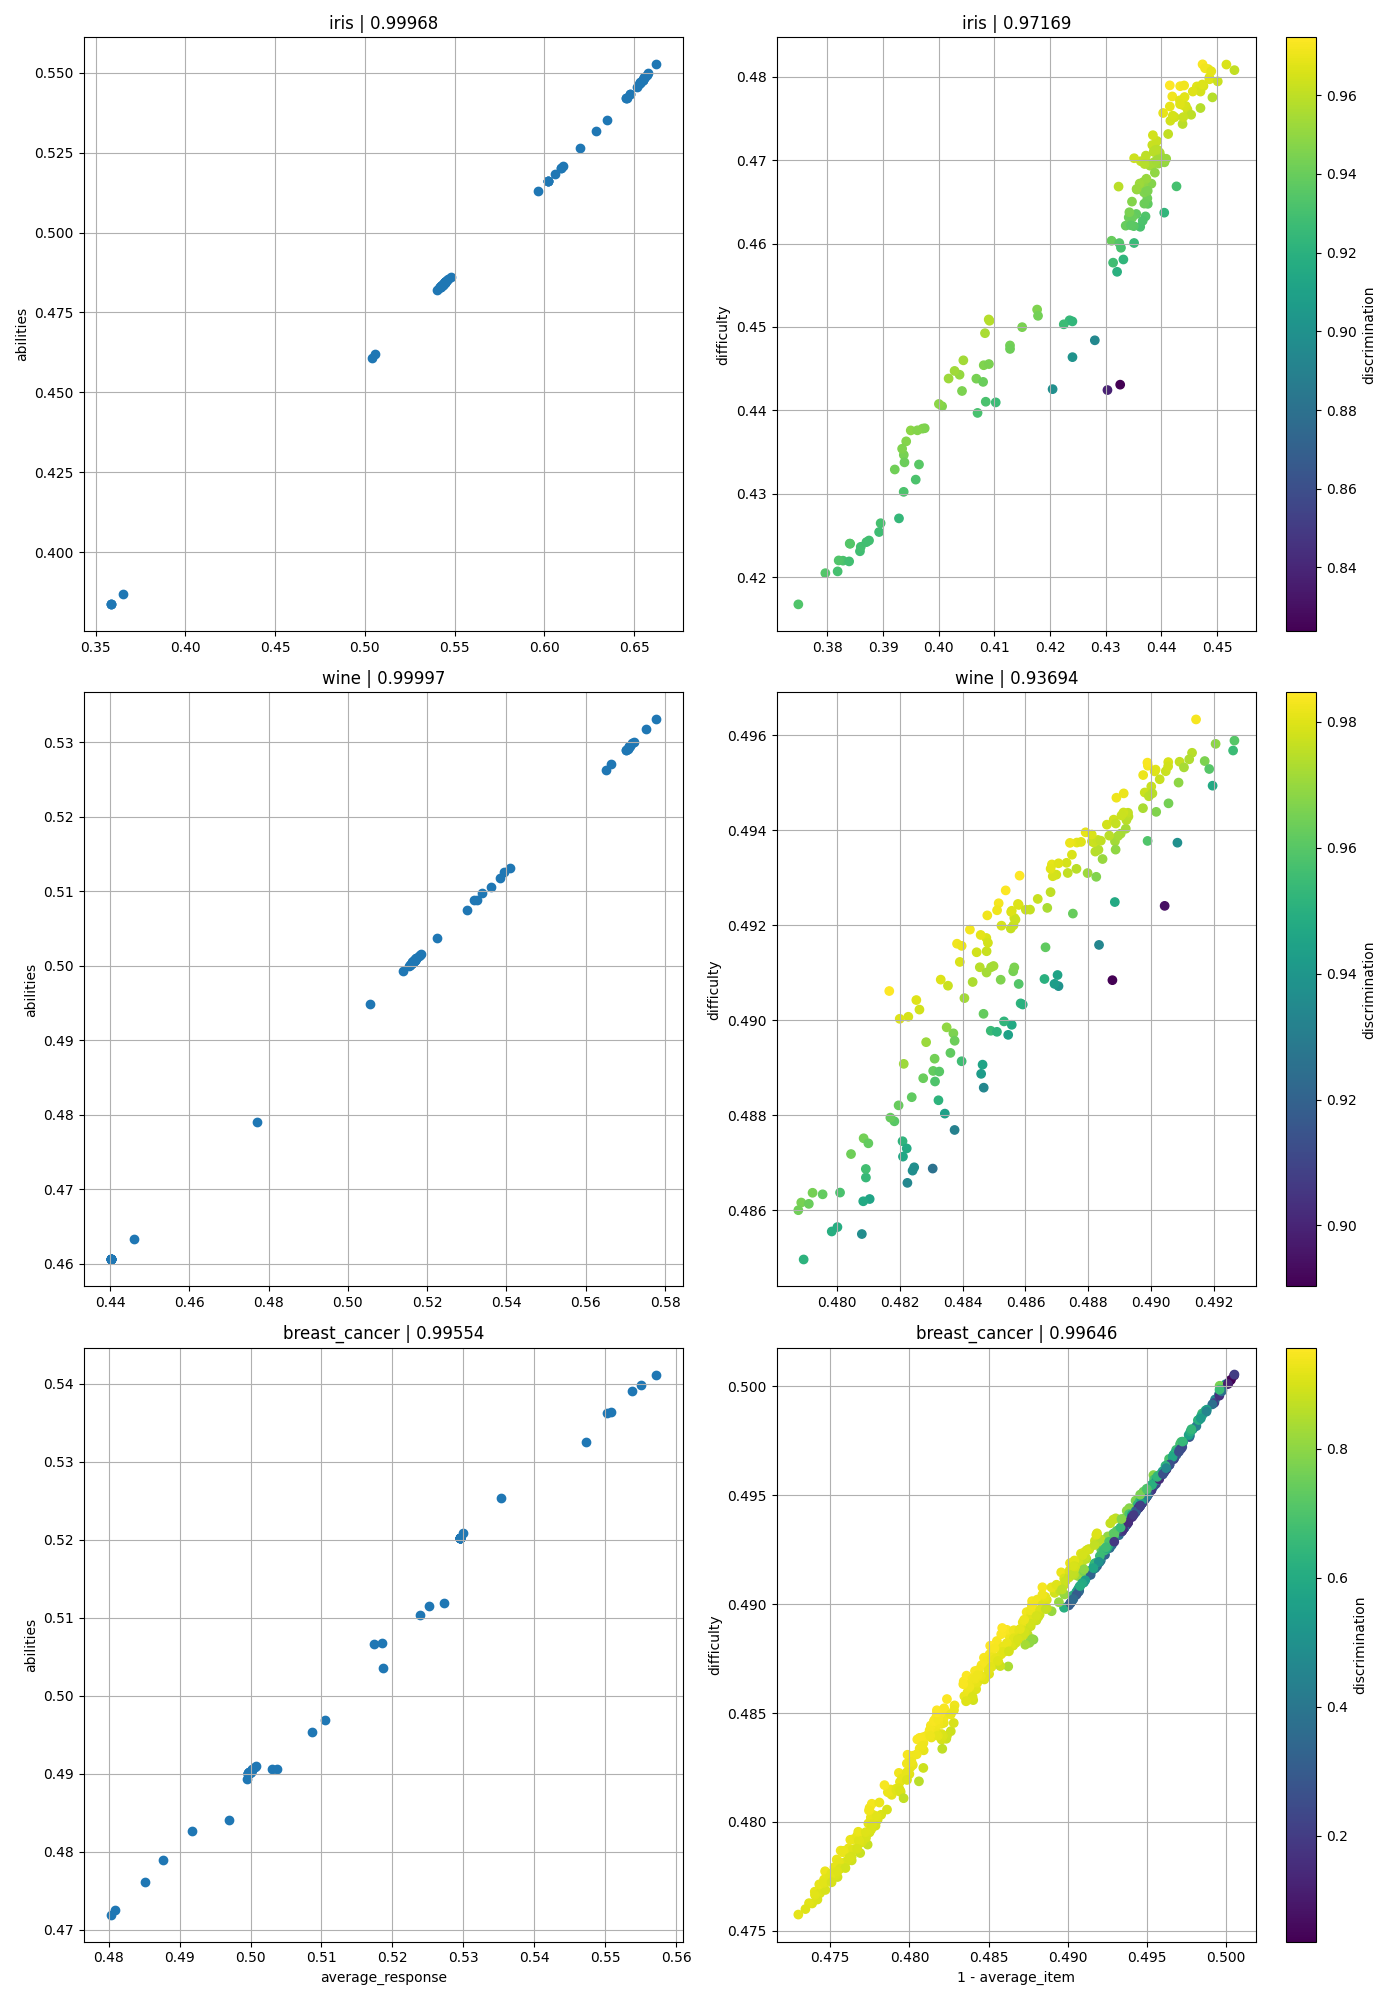 iris | 0.99968
iris | 0.97169
0.550
0.525
0.500
0.475
0.450
0.425
0.400
abilities
0.35 0.40 0.45 0.50 0.55 0.60 0.65
0.48
0.47
0.46
0.45
0.44
0.43
0.42
difficulty
0.38 0.39 0.40 0.41 0.42 0.43 0.44 0.45
0.96
0.94
0.92
0.90
0.88
0.86
0.84
discrimination
wine | 0.99997
wine | 0.93694
0.53
0.52
0.51
0.50
0.49
0.48
0.47
0.46
abilities
0.44 0.46 0.48 0.50 0.52 0.54 0.56 0.58
0.496
0.494
0.492
0.490
0.488
0.486
difficulty
0.480 0.482 0.484 0.486 0.488 0.490 0.492
0.98
0.96
0.94
0.92
0.90
discrimination
breast_cancer | 0.99554
breast_cancer | 0.99646
0.54
0.53
0.52
0.51
0.50
0.49
0.48
0.47
abilities
0.48 0.49 0.50 0.51 0.52 0.53 0.54 0.55 0.56
average_response
0.500
0.495
0.490
0.485
0.480
0.475
difficulty
0.475 0.480 0.485 0.490 0.495 0.500
1 - average_item
0.8
0.6
0.4
0.2
discrimination